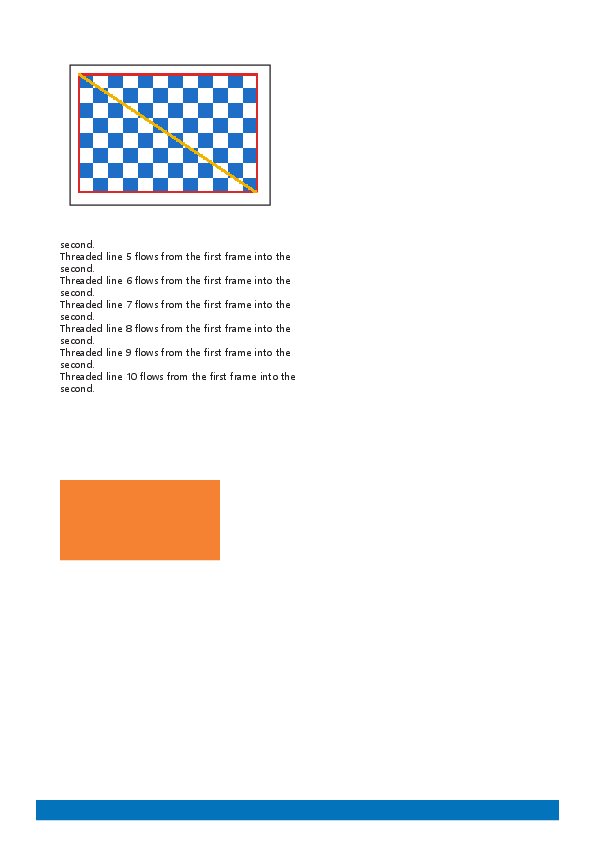 second.
Threaded line 5 flows from the first frame into the
second.
Threaded line 6 flows from the first frame into the
second.
Threaded line 7 flows from the first frame into the
second.
Threaded line 8 flows from the first frame into the
second.
Threaded line 9 flows from the first frame into the
second.
Threaded line 10 flows from the first frame into the
second.